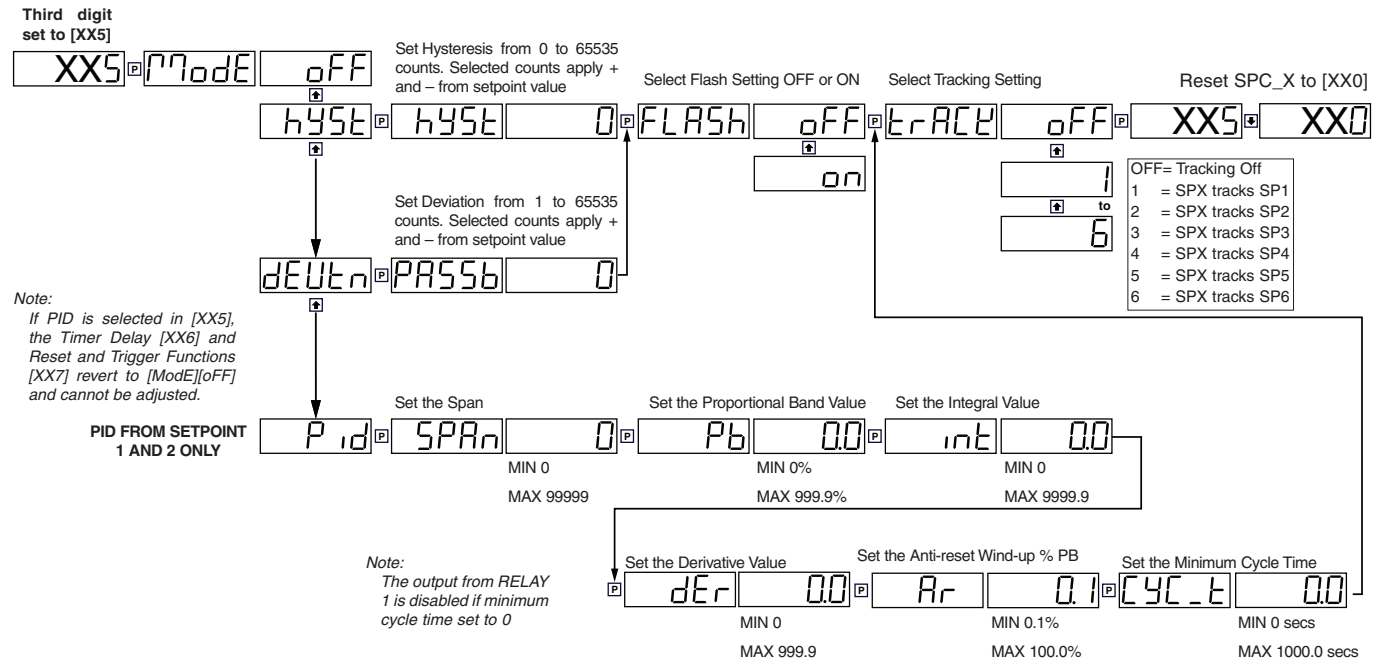 Third digit
set to [XX5]
XX5 P ModE oFF
Set Hysteresis from 0 to 65535
counts. Selected counts apply +
and – from setpoint value
Select Flash Setting OFF or ON
Select Tracking Setting
Reset SPC_X to [XX0]
hYSt P hYSt 0 P FLASh oFF P trACK oFF P XX5 XX0
on
1
to
6
OFF= Tracking Off
1 = SPX tracks SP1
2 = SPX tracks SP2
3 = SPX tracks SP3
4 = SPX tracks SP4
5 = SPX tracks SP5
6 = SPX tracks SP6
Set Deviation from 1 to 65535
counts. Selected counts apply +
and – from setpoint value
dEVtn P PASSb 0
Note:
If PID is selected in [XX5],
the Timer Delay [XX6] and
Reset and Trigger Functions
[XX7] revert to [ModE][oFF]
and cannot be adjusted.
PID FROM SETPOINT
1 AND 2 ONLY
Set the Span
Set the Proportional Band Value
Set the Integral Value
Pid P SPAn 0 P Pb 0.0 P int 0.0
MIN 0
MAX 99999
MIN 0%
MAX 999.9%
MIN 0
MAX 9999.9
Note:
The output from RELAY
1 is disabled if minimum
cycle time set to 0
Set the Derivative Value
Set the Anti-reset Wind-up % PB
Set the Minimum Cycle Time
P dEr 0.0 P Ar 0.1 P CYC_t 0.0
MIN 0
MAX 999.9
MIN 0.1%
MAX 100.0%
MIN 0 secs
MAX 1000.0 secs